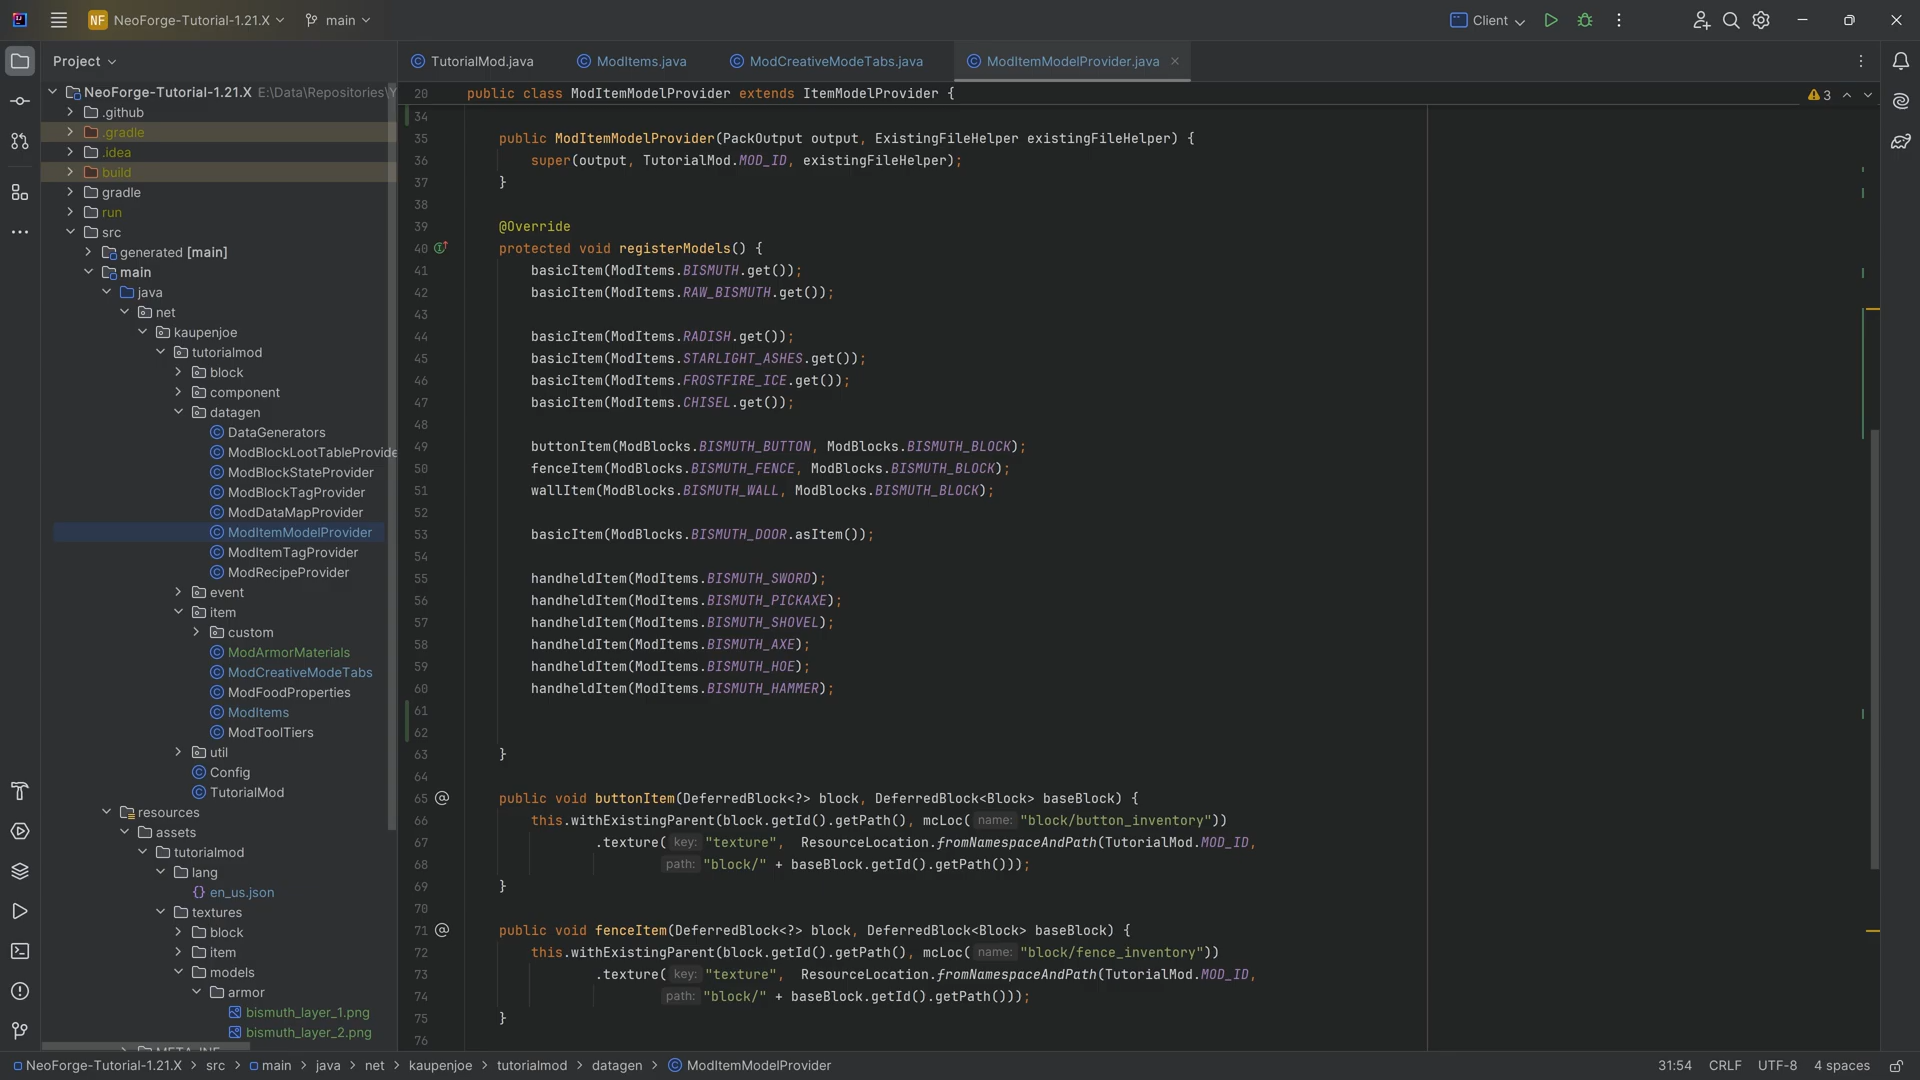 NF NeoForge-Tutorial-1.21.X main Client
Project
TutorialMod.java ModItems.java ModCreativeModeTabs.java ModItemModelProvider.java
NeoForge-Tutorial-1.21.X E:\Data\Repositories\Y
.github
.gradle
.idea
build
gradle
run
src
generated [main]
main
java
net
kaupenjoe
tutorialmod
block
component
datagen
DataGenerators
ModBlockLootTableProvide
ModBlockStateProvider
ModBlockTagProvider
ModDataMapProvider
ModItemModelProvider
ModItemTagProvider
ModRecipeProvider
event
item
custom
ModArmorMaterials
ModCreativeModeTabs
ModFoodProperties
ModItems
ModToolTiers
util
Config
TutorialMod
resources
assets
tutorialmod
lang
en_us.json
textures
block
item
models
armor
bismuth_layer_1.png
bismuth_layer_2.png
20 public class ModItemModelProvider extends ItemModelProvider { 3
34
35 public ModItemModelProvider(PackOutput output, ExistingFileHelper existingFileHelper) {
36 super(output, TutorialMod.MOD_ID, existingFileHelper);
37 }
38
39 @Override
40 protected void registerModels() {
41 basicItem(ModItems.BISMUTH.get());
42 basicItem(ModItems.RAW_BISMUTH.get());
43
44 basicItem(ModItems.RADISH.get());
45 basicItem(ModItems.STARLIGHT_ASHES.get());
46 basicItem(ModItems.FROSTFIRE_ICE.get());
47 basicItem(ModItems.CHISEL.get());
48
49 buttonItem(ModBlocks.BISMUTH_BUTTON, ModBlocks.BISMUTH_BLOCK);
50 fenceItem(ModBlocks.BISMUTH_FENCE, ModBlocks.BISMUTH_BLOCK);
51 wallItem(ModBlocks.BISMUTH_WALL, ModBlocks.BISMUTH_BLOCK);
52
53 basicItem(ModBlocks.BISMUTH_DOOR.asItem());
54
55 handheldItem(ModItems.BISMUTH_SWORD);
56 handheldItem(ModItems.BISMUTH_PICKAXE);
57 handheldItem(ModItems.BISMUTH_SHOVEL);
58 handheldItem(ModItems.BISMUTH_AXE);
59 handheldItem(ModItems.BISMUTH_HOE);
60 handheldItem(ModItems.BISMUTH_HAMMER);
61
62
63 }
64
65 public void buttonItem(DeferredBlock<?> block, DeferredBlock<Block> baseBlock) {
66 this.withExistingParent(block.getId().getPath(), mcLoc( name: "block/button_inventory"))
67 .texture( key: "texture", ResourceLocation.fromNamespaceAndPath(TutorialMod.MOD_ID,
68 path: "block/" + baseBlock.getId().getPath()));
69 }
70
71 public void fenceItem(DeferredBlock<?> block, DeferredBlock<Block> baseBlock) {
72 this.withExistingParent(block.getId().getPath(), mcLoc( name: "block/fence_inventory"))
73 .texture( key: "texture", ResourceLocation.fromNamespaceAndPath(TutorialMod.MOD_ID,
74 path: "block/" + baseBlock.getId().getPath()));
75 }
76
NeoForge-Tutorial-1.21.X > src > main > java > net > kaupenjoe > tutorialmod > datagen > ModItemModelProvider 31:54 CRLF UTF-8 4 spaces